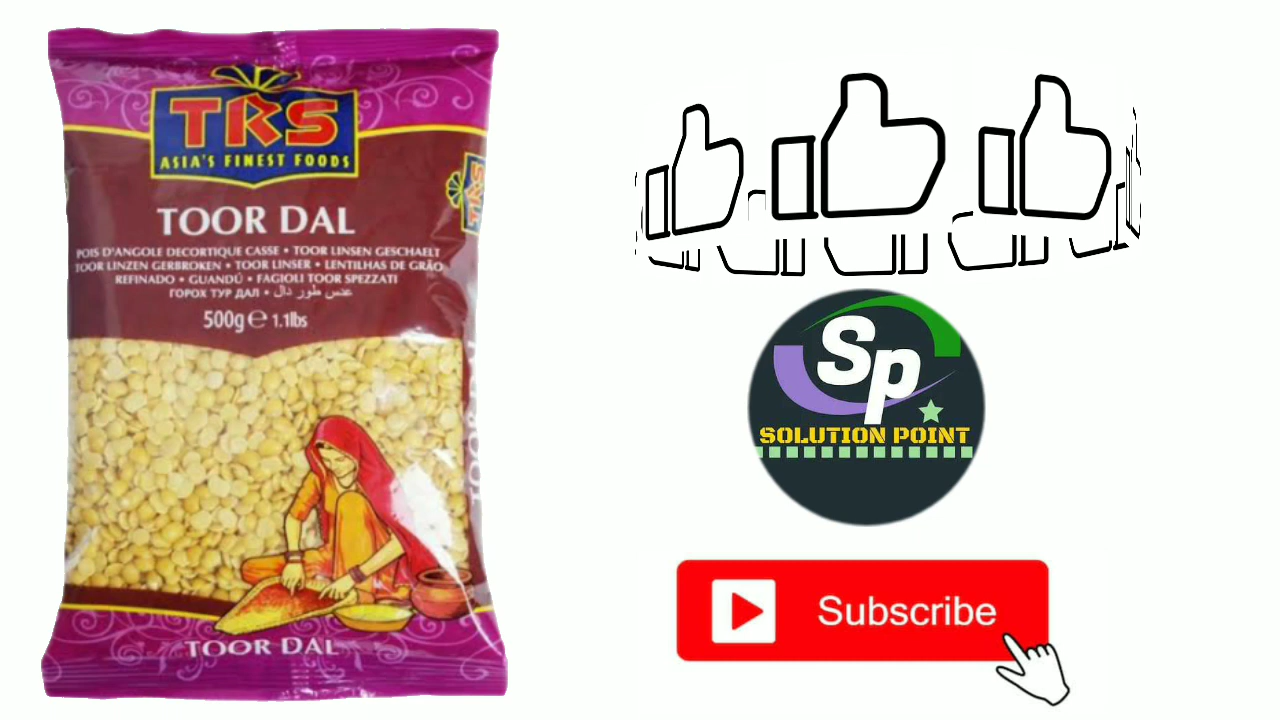 TRS
ASIA'S FINEST FOODS
TRS
TOOR DAL
POIS D'ANGOLE DECORTIQUE CASSE • TOOR LINSEN GESCHAELT
TOOR LINZEN GERBROKEN • TOOR LINSER • LENTILHAS DE GRÃO
REFINADO • GUANDÚ • FAGIOLI TOOR SPEZZATI
ГОРОХ ТУР ДАЛ • عدس طور دال
500g ℮ 1.1lbs
TOOR DAL
Sp
SOLUTION POINT
Subscribe